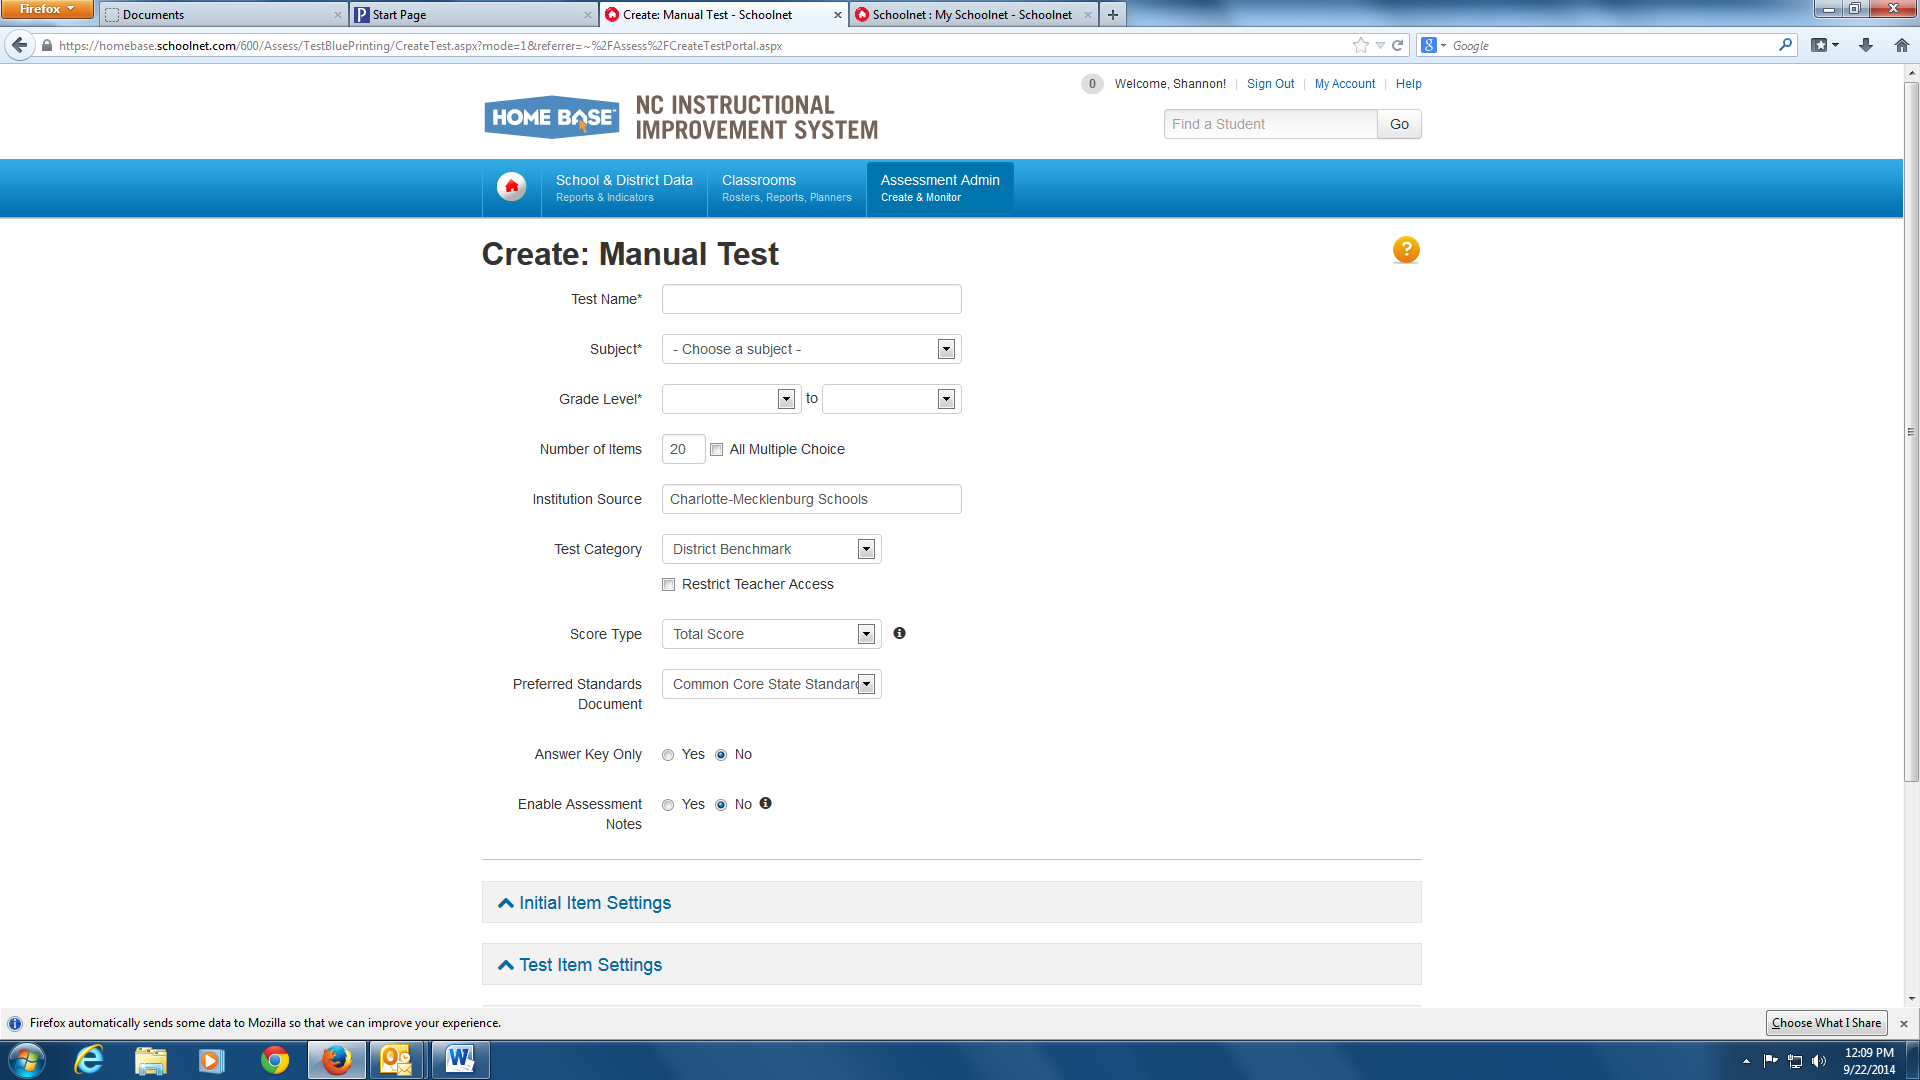 Firefox
Documents
Start Page
Create: Manual Test - Schoolnet
Schoolnet : My Schoolnet - Schoolnet
https://homebase.schoolnet.com/600/Assess/TestBluePrinting/CreateTest.aspx?mode=1&referrer=~%2FAssess%2FCreateTestPortal.aspx
Google
0 Welcome, Shannon! | Sign Out | My Account | Help
HOME BASE
NC INSTRUCTIONAL
IMPROVEMENT SYSTEM
Find a Student Go
School & District Data
Reports & Indicators
Classrooms
Rosters, Reports, Planners
Assessment Admin
Create & Monitor
Create: Manual Test
?
Test Name*
Subject* - Choose a subject -
Grade Level* to
Number of Items 20 All Multiple Choice
Institution Source Charlotte-Mecklenburg Schools
Test Category District Benchmark
Restrict Teacher Access
Score Type Total Score
Preferred Standards
Document
Common Core State Standard
Answer Key Only Yes No
Enable Assessment
Notes
Yes No
Initial Item Settings
Test Item Settings
Firefox automatically sends some data to Mozilla so that we can improve your experience.
Choose What I Share
12:09 PM
9/22/2014